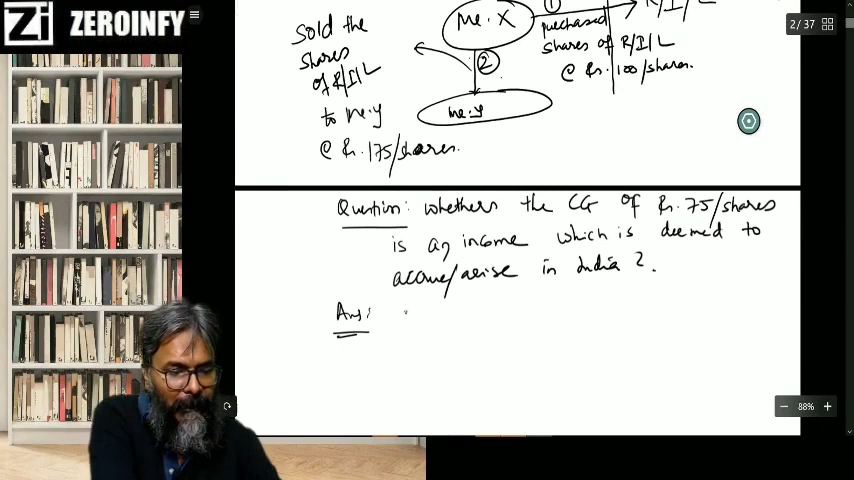 Zi ZEROINFY
2/37
Sold the
shares
of R/I/L
to Mr. Y
@ Rs. 175/shares.
Mr. X
①
R/I/L
purchased
shares of R/I/L
@ Rs. 100/shares.
②
Mr. Y
Question: whethers the CG of Rs. 75/shares
is an income which is deemed to
accrue/arise in India ?.
Ans:
88%